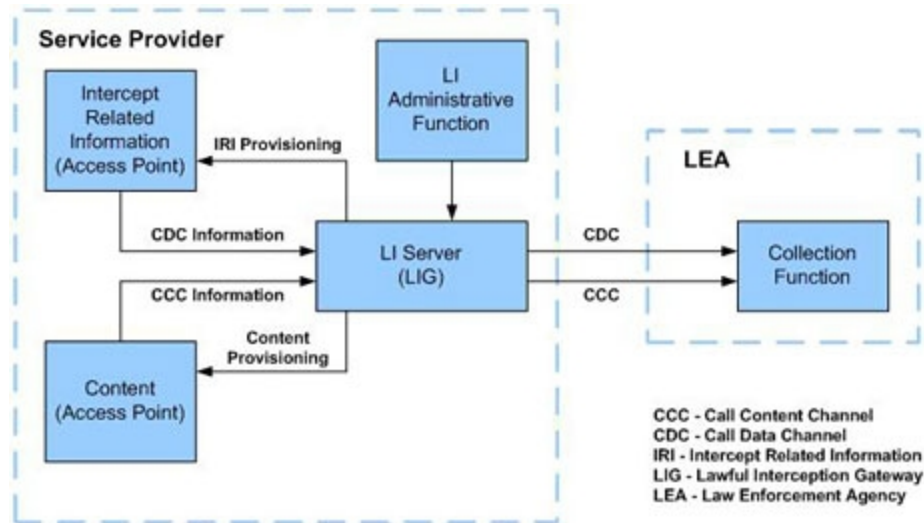 Service Provider
Intercept
Related
Information
(Access Point)
LI
Administrative
Function
IRI Provisioning
LEA
CDC Information
LI Server
(LIG)
CDC
Collection
Function
CCC Information
CCC
Content
Provisioning
Content
(Access Point)
CCC - Call Content Channel
CDC - Call Data Channel
IRI - Intercept Related Information
LIG - Lawful Interception Gateway
LEA - Law Enforcement Agency